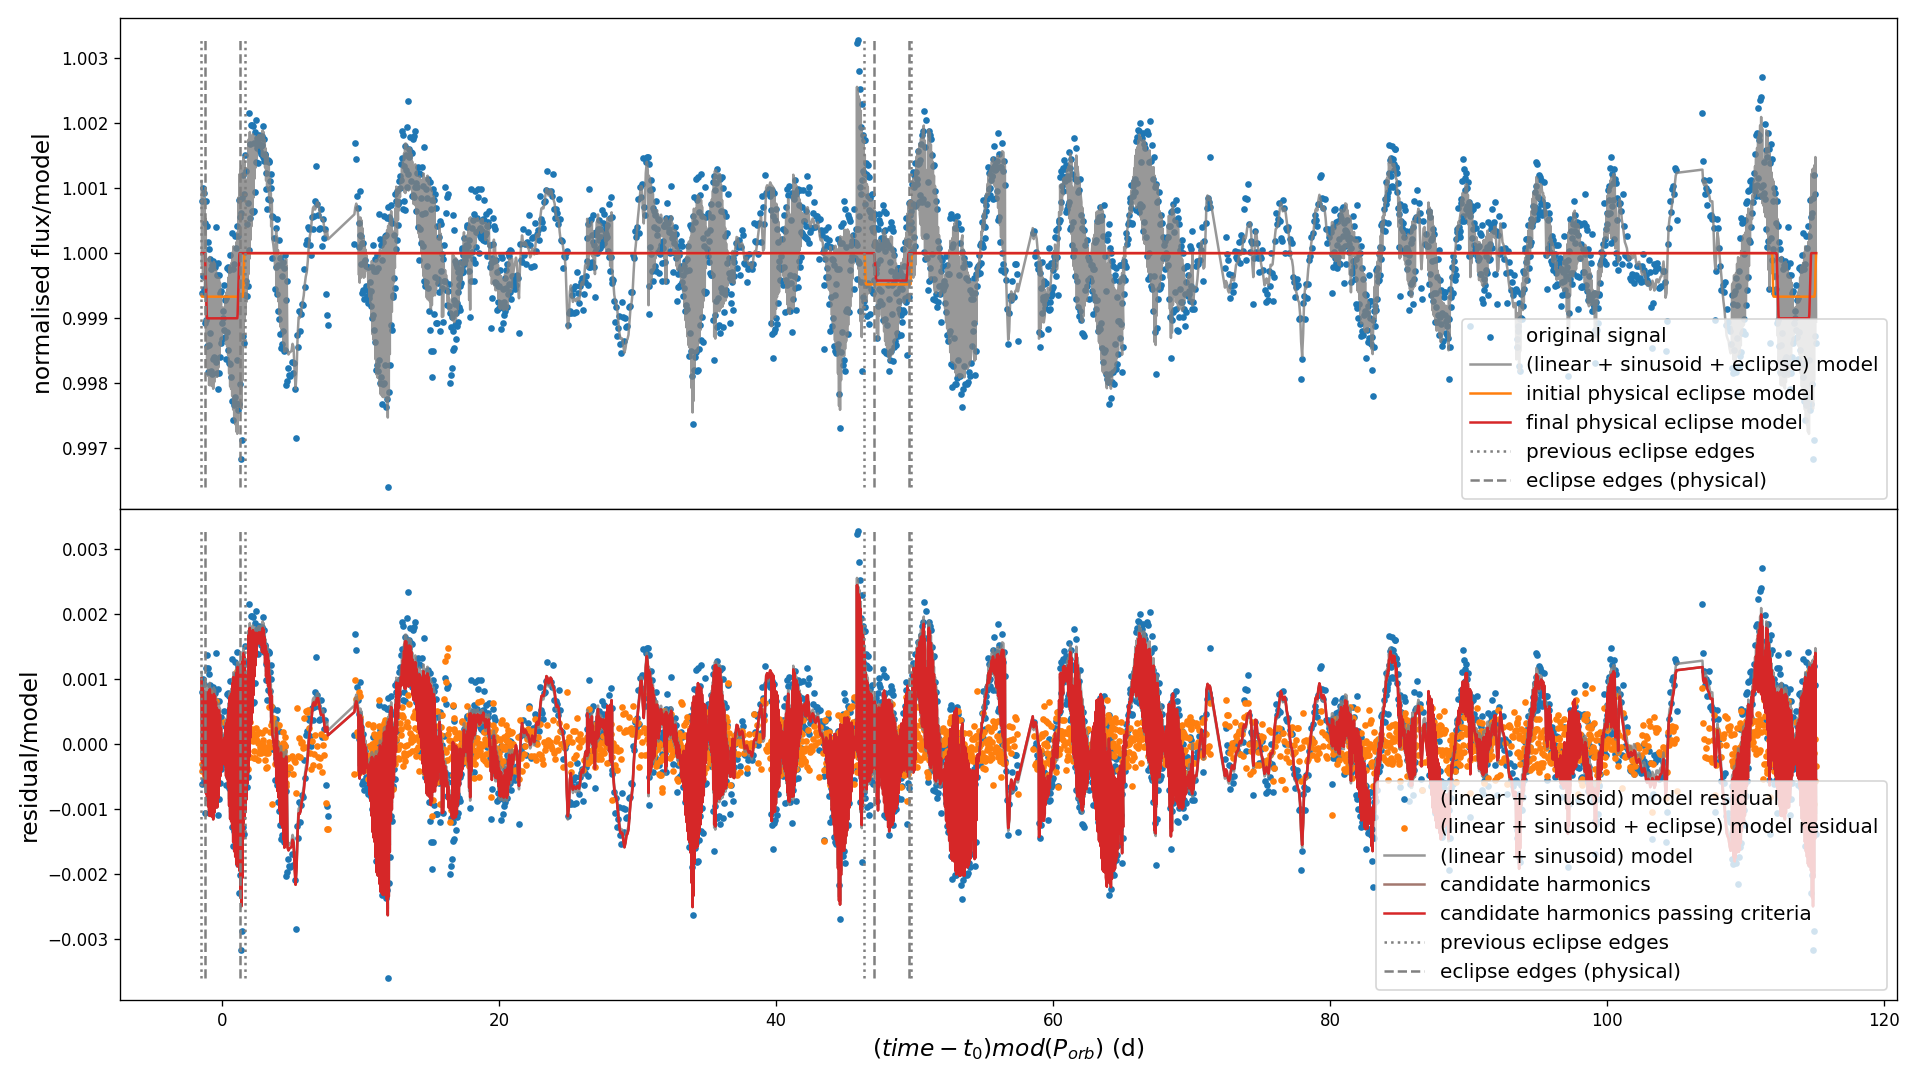 normalised flux/model
1.003
1.002
1.001
1.000
0.999
0.998
0.997
original signal
(linear + sinusoid + eclipse) model
initial physical eclipse model
final physical eclipse model
previous eclipse edges
eclipse edges (physical)
residual/model
0.003
0.002
0.001
0.000
−0.001
−0.002
−0.003
(linear + sinusoid) model residual
(linear + sinusoid + eclipse) model residual
(linear + sinusoid) model
candidate harmonics
candidate harmonics passing criteria
previous eclipse edges
eclipse edges (physical)
0 20 40 60 80 100 120
(time − t₀)mod(Pₒᵣb) (d)